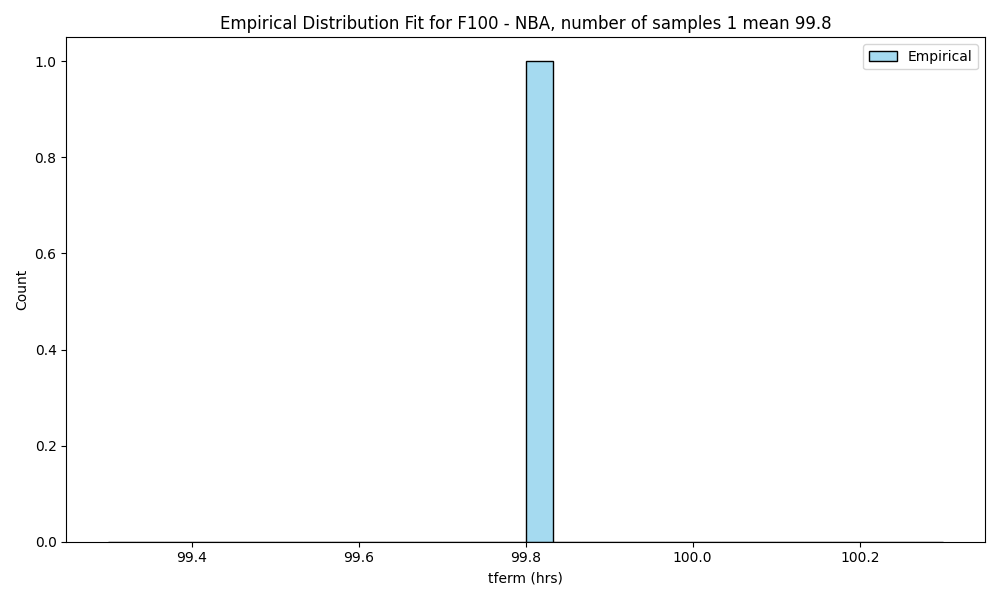 Empirical Distribution Fit for F100 - NBA, number of samples 1 mean 99.8
Empirical
1.0
0.8
0.6
0.4
0.2
0.0
Count
99.4 99.6 99.8 100.0 100.2
tferm (hrs)